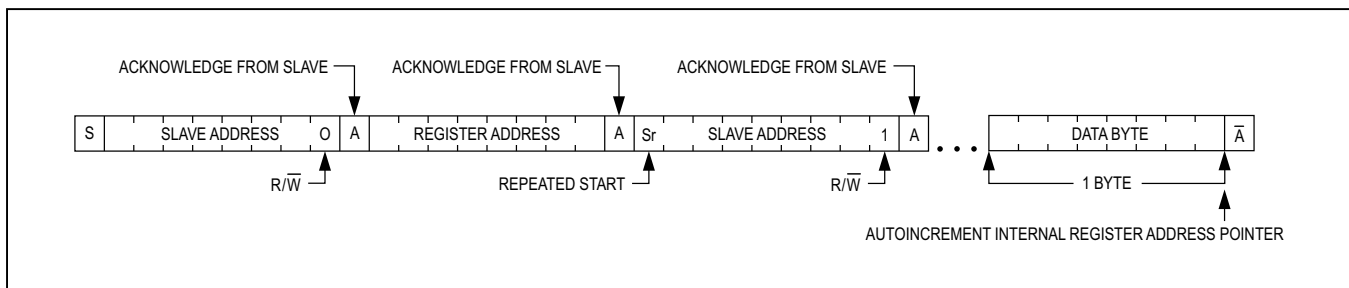 ACKNOWLEDGE FROM SLAVE ACKNOWLEDGE FROM SLAVE ACKNOWLEDGE FROM SLAVE
S SLAVE ADDRESS O A REGISTER ADDRESS A Sr SLAVE ADDRESS 1 A ... DATA BYTE A̅
R/W̅ REPEATED START R/W̅ 1 BYTE
AUTOINCREMENT INTERNAL REGISTER ADDRESS POINTER